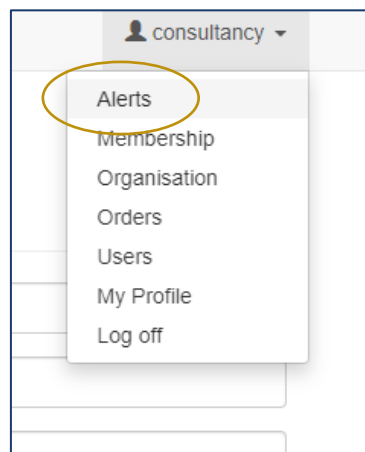 consultancy
Alerts
Membership
Organisation
Orders
Users
My Profile
Log off